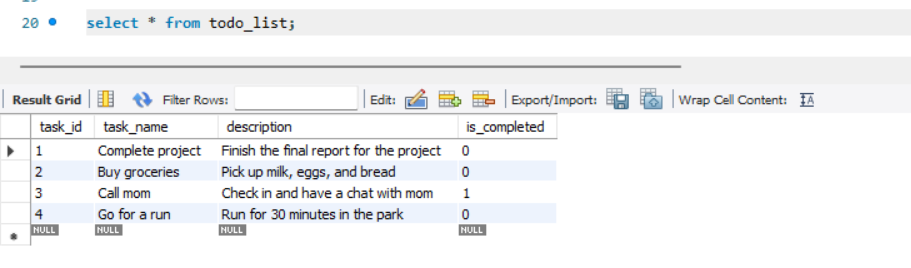 20 select * from todo_list;
Result Grid Filter Rows: Edit: Export/Import: Wrap Cell Content: IA
task_id task_name description is_completed
1 Complete project Finish the final report for the project 0
2 Buy groceries Pick up milk, eggs, and bread 0
3 Call mom Check in and have a chat with mom 1
4 Go for a run Run for 30 minutes in the park 0
NULL NULL NULL NULL